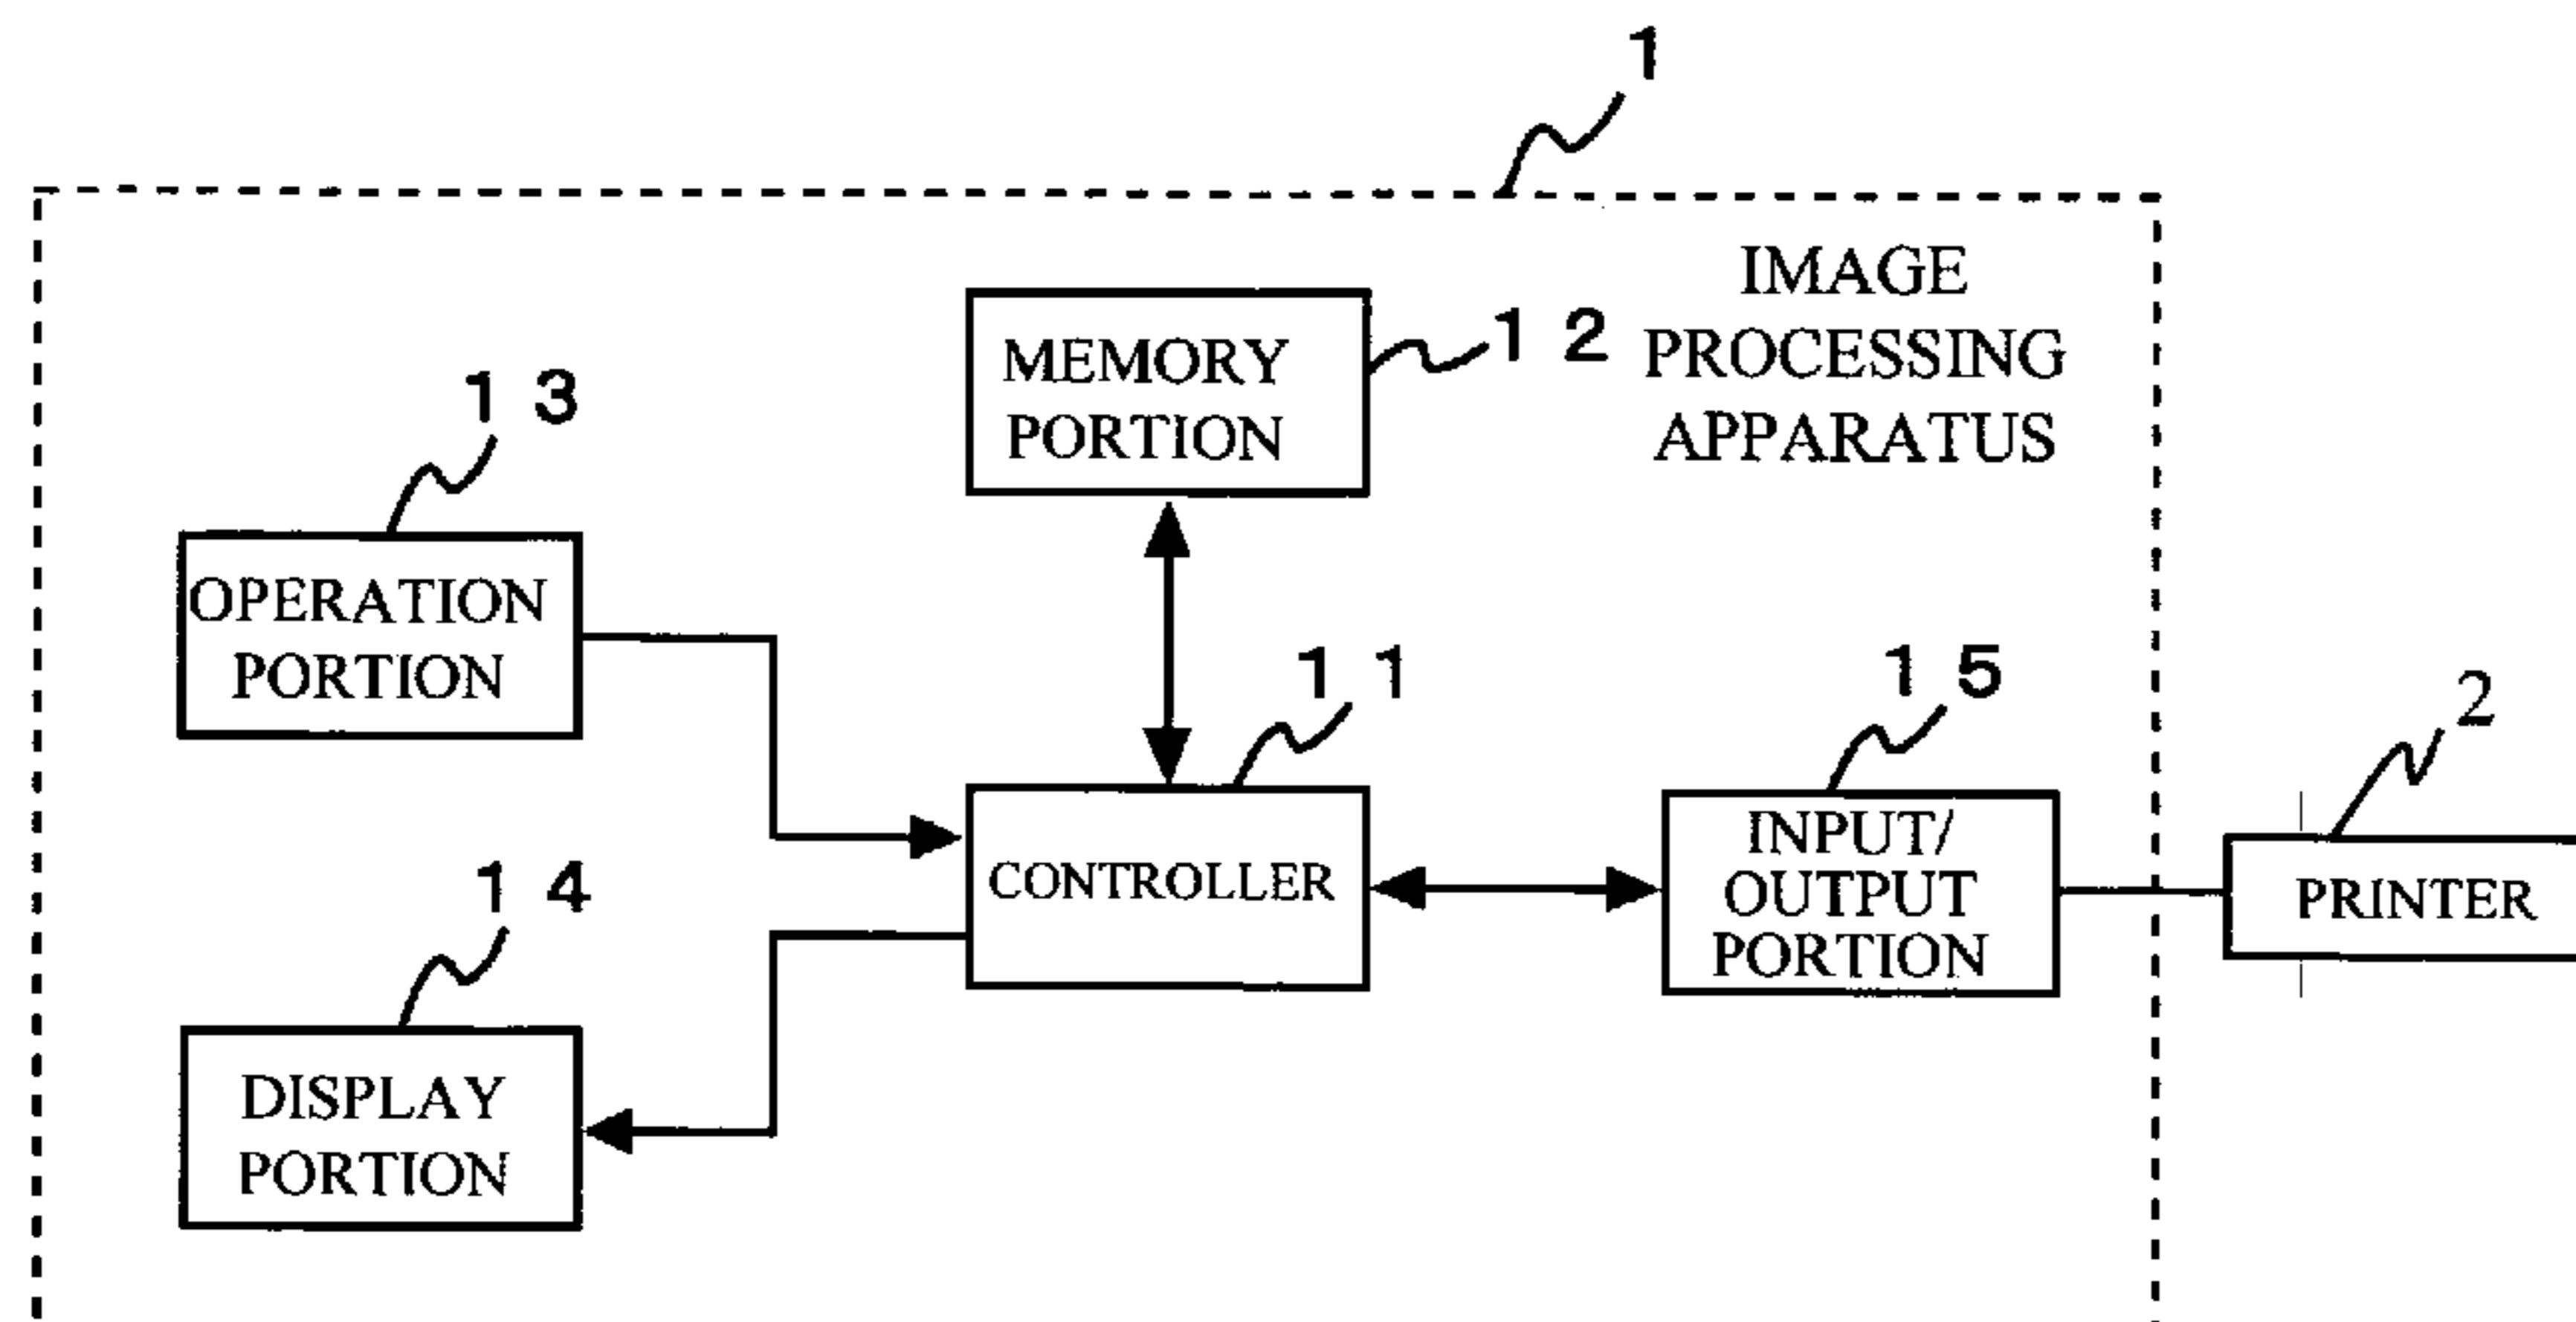 1
IMAGE
PROCESSING
APPARATUS
MEMORY
PORTION
12
13
OPERATION
PORTION
11
CONTROLLER
15
INPUT/
OUTPUT
PORTION
2
PRINTER
14
DISPLAY
PORTION